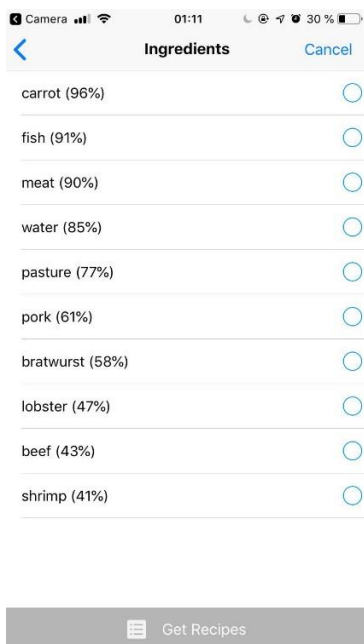 Camera 01:11 30 %
Ingredients Cancel
carrot (96%)
fish (91%)
meat (90%)
water (85%)
pasture (77%)
pork (61%)
bratwurst (58%)
lobster (47%)
beef (43%)
shrimp (41%)
Get Recipes